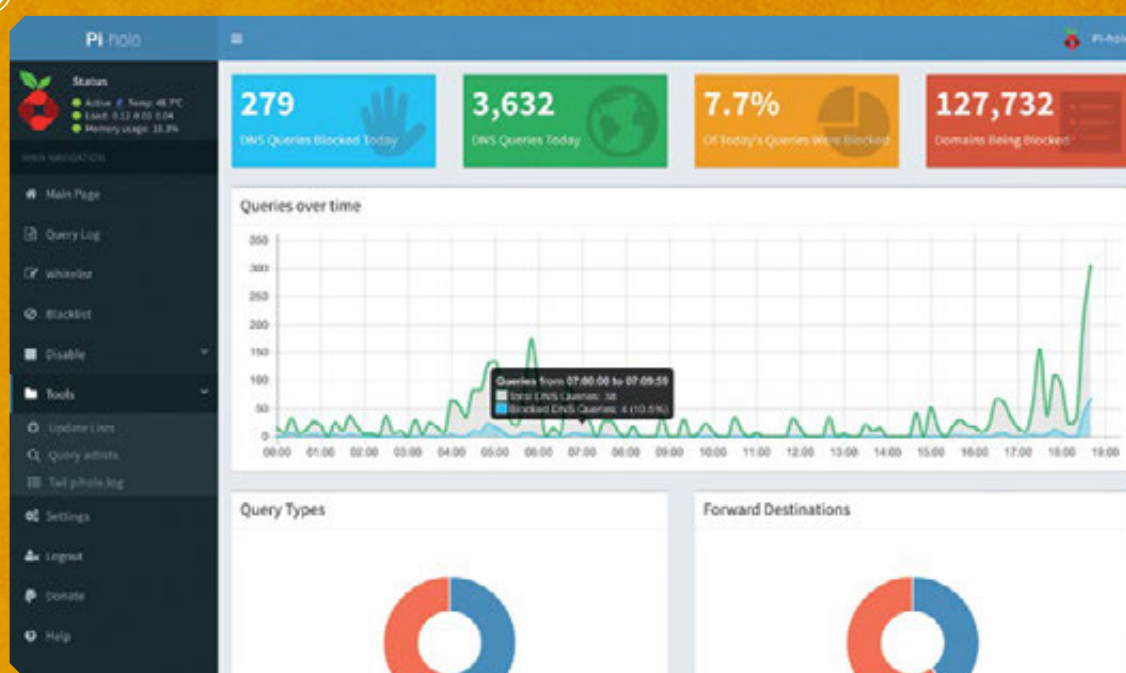 Pi-hole
Pi-hole
Status
Active Temp: 48.7°C
Load: 0.12 0.03 0.04
Memory usage:
MAIN NAVIGATION
Main Page
Query Log
Whitelist
Blacklist
Disable
Tools
Update Lists
Query adlists
Tail pihole.log
Settings
Logout
Donate
Help
279
DNS Queries Blocked Today
3,632
DNS Queries Today
7.7%
Of Today's Queries Were Blocked
127,732
Domains Being Blocked
Queries over time
350
300
250
200
150
100
50
0
Queries from 07:00:00 to 07:09:59
Total DNS Queries: 38
Blocked DNS Queries: 4 (10.5%)
00:00 01:00 02:00 03:00 04:00 05:00 06:00 07:00 08:00 09:00 10:00 11:00 12:00 13:00 14:00 15:00 16:00 17:00 18:00 19:00
Query Types
Forward Destinations